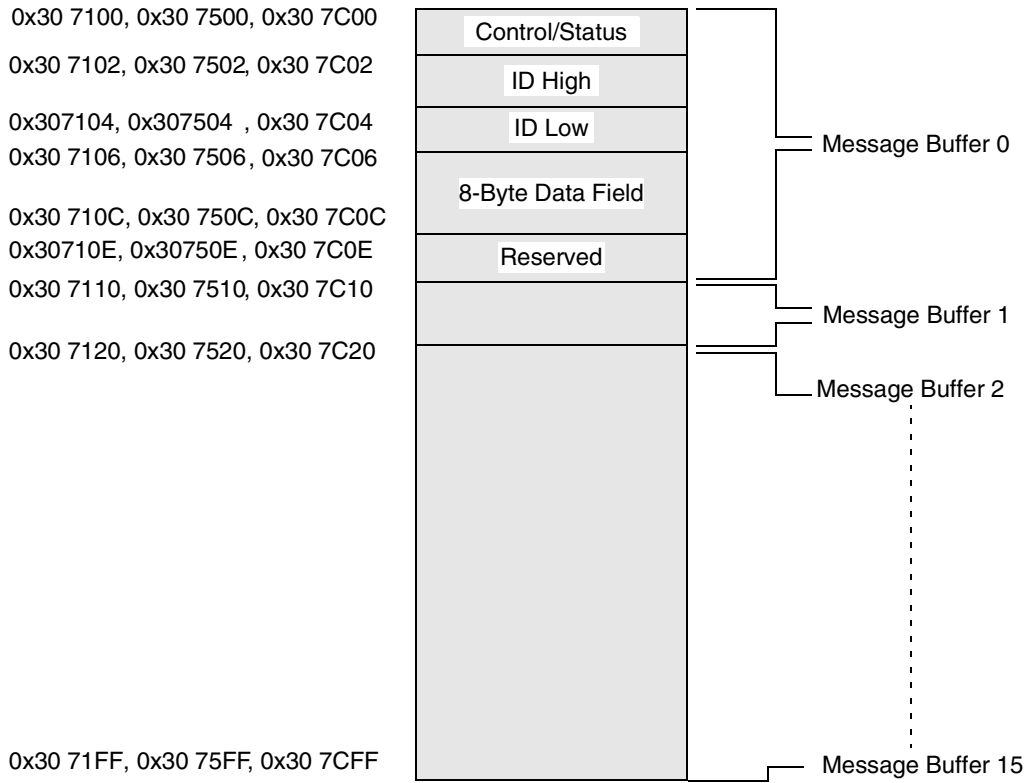 0x30 7100, 0x30 7500, 0x30 7C00
Control/Status
0x30 7102, 0x30 7502, 0x30 7C02
ID High
0x307104, 0x307504 , 0x30 7C04
ID Low
Message Buffer 0
0x30 7106, 0x30 7506, 0x30 7C06
8-Byte Data Field
0x30 710C, 0x30 750C, 0x30 7C0C
0x30710E, 0x30750E , 0x30 7C0E
Reserved
0x30 7110, 0x30 7510, 0x30 7C10
Message Buffer 1
0x30 7120, 0x30 7520, 0x30 7C20
Message Buffer 2
0x30 71FF, 0x30 75FF, 0x30 7CFF
Message Buffer 15